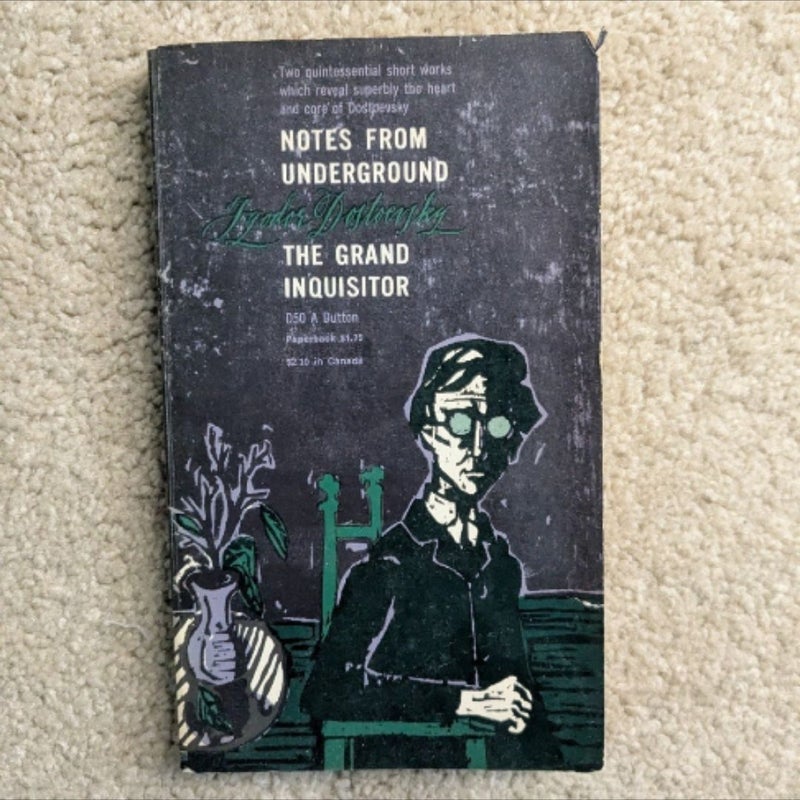 Two quintessential short works
which reveal superbly the heart
and core of Dostoevsky
NOTES FROM
UNDERGROUND
Fyodor Dostoevsky
THE GRAND
INQUISITOR
D50 A Dutton
Paperback $1.75
$2.10 in Canada